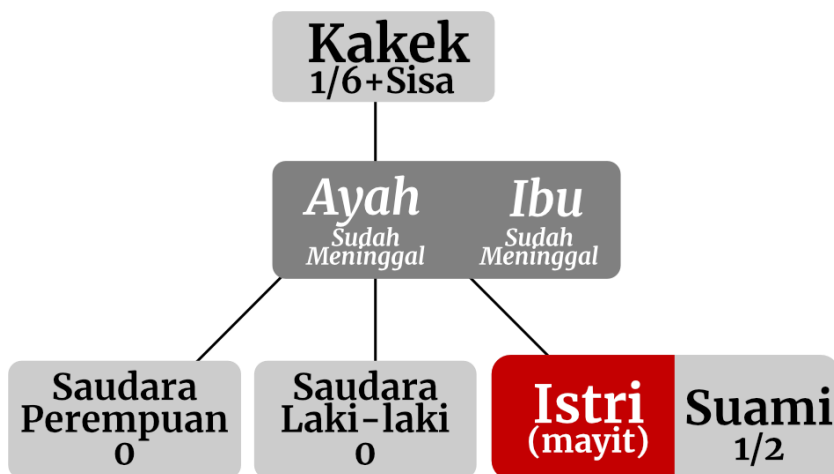 Kakek
1/6+Sisa
Ayah
Sudah
Meninggal
Ibu
Sudah
Meninggal
Saudara
Perempuan
0
Saudara
Laki-laki
0
Istri
(mayit)
Suami
1/2